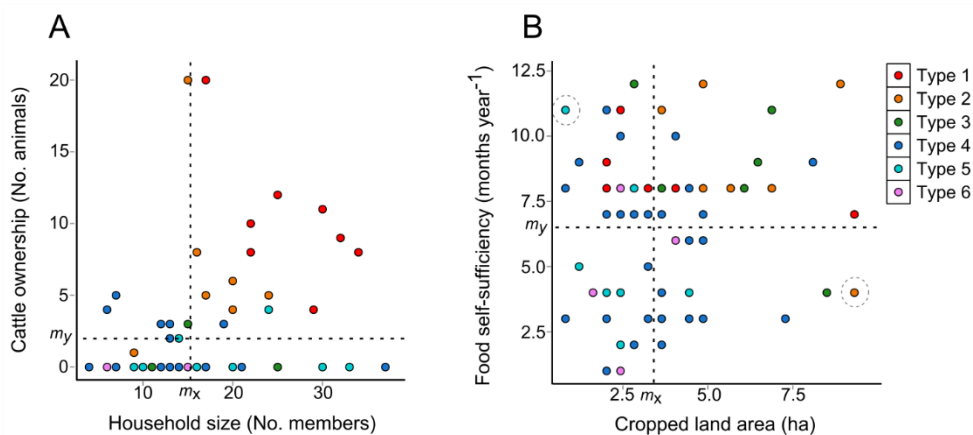 A
Cattle ownership (No. animals)
20
15
10
5
my
0
10
mx
20
30
Household size (No. members)
B
Food self-sufficiency (months year-1)
12.5
10.0
7.5
my
5.0
2.5
2.5
mx
5.0
7.5
Cropped land area (ha)
Type 1
Type 2
Type 3
Type 4
Type 5
Type 6